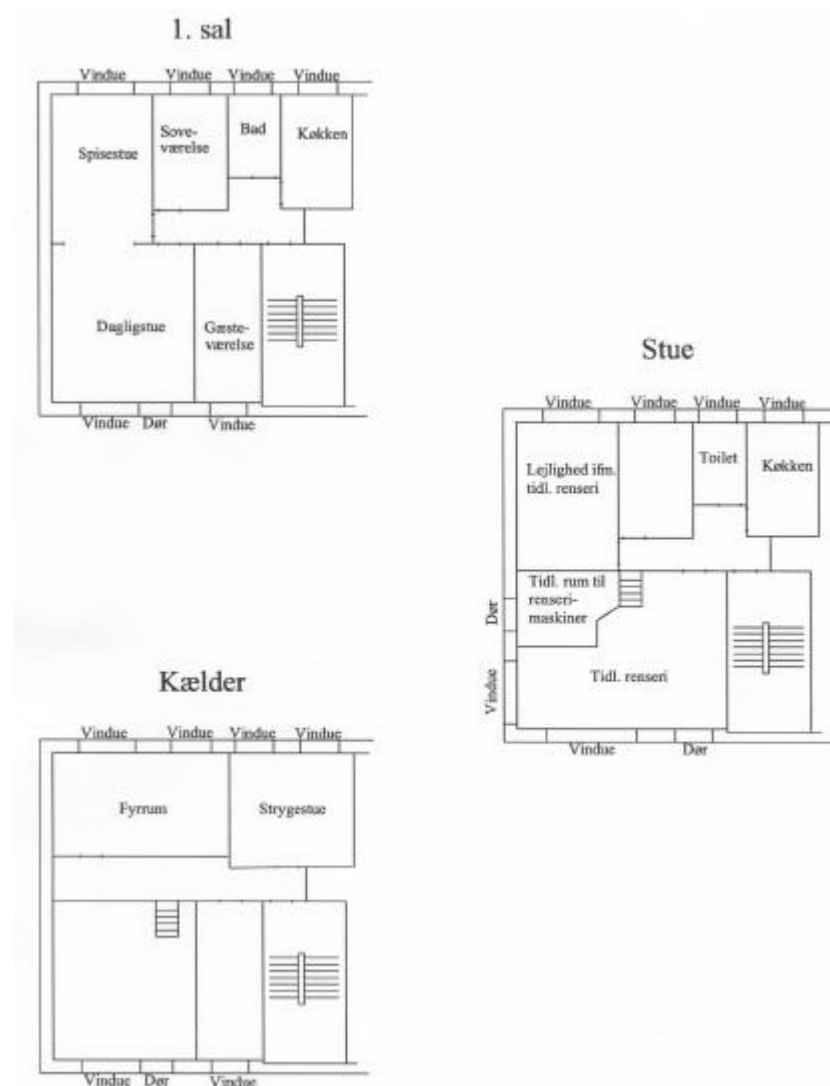 1. sal
Vindue
Vindue
Vindue
Vindue
Spisestue
Sove-
værelse
Bad
Køkken
Dagligstue
Gæste-
værelse
Vindue
Dør
Vindue
Stue
Vindue
Vindue
Vindue
Vindue
Lejlighed ifm.
tidl. renseri
Toilet
Køkken
Tidl. rum til
renseri-
maskiner
Dør
Vindue
Tidl. renseri
Vindue
Dør
Kælder
Vindue
Vindue
Vindue
Vindue
Fyrrum
Strygestue
Vindue
Dør
Vindue